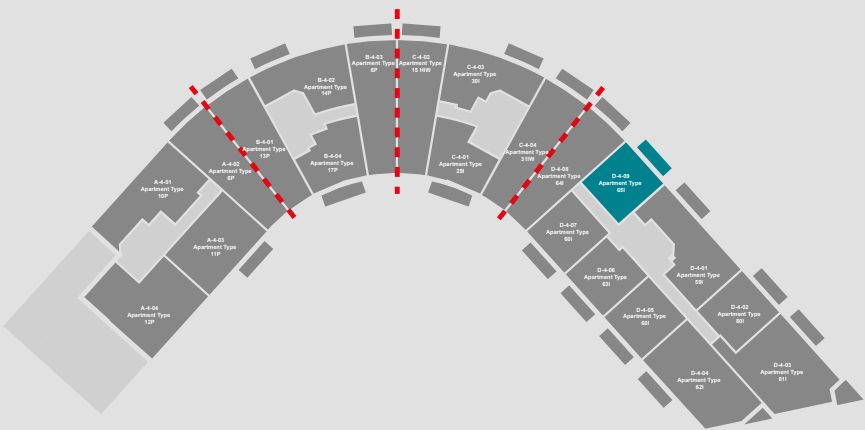 B-4-03
Apartment Type
6P
C-4-02
Apartment Type
15 HIW
B-4-02
Apartment Type
14P
C-4-03
Apartment Type
30I
B-4-01
Apartment Type
13P
B-4-04
Apartment Type
17P
C-4-01
Apartment Type
29I
C-4-04
Apartment Type
31IW
A-4-01
Apartment Type
10P
A-4-02
Apartment Type
6P
D-4-08
Apartment Type
64I
D-4-09
Apartment Type
65I
A-4-03
Apartment Type
11P
D-4-07
Apartment Type
60I
D-4-06
Apartment Type
63I
D-4-01
Apartment Type
59I
A-4-04
Apartment Type
12P
D-4-05
Apartment Type
60I
D-4-02
Apartment Type
80I
D-4-04
Apartment Type
62I
D-4-03
Apartment Type
61I